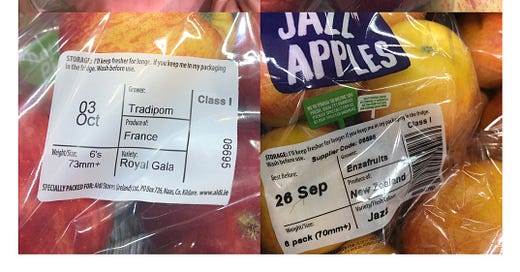 STORAGE: I'll keep fresher for longer, if you keep me in my packaging
in the fridge. Wash before use.
03
Oct
Grower:
Tradipom
Class I
Produce of:
France
Weight/Size: 6's
73mm+
Variety:
Royal Gala
06695
SPECIALLY PACKED FOR: Aldi Stores (Ireland) Ltd. PO Box 726, Naas, Co. Kildare. www.aldi.ie
JAZZ
APPLES
STORAGE: I'll keep fresher for longer, if you keep me in my packaging in the fridge.
Wash before use.
Supplier Code: 06695
Class I
Best Before:
26 Sep
Grower:
Enzafruits
Produce of:
New Zealand
Variety/Flesh Colour:
Jazz
Weight/Size:
6 pack (70mm+)